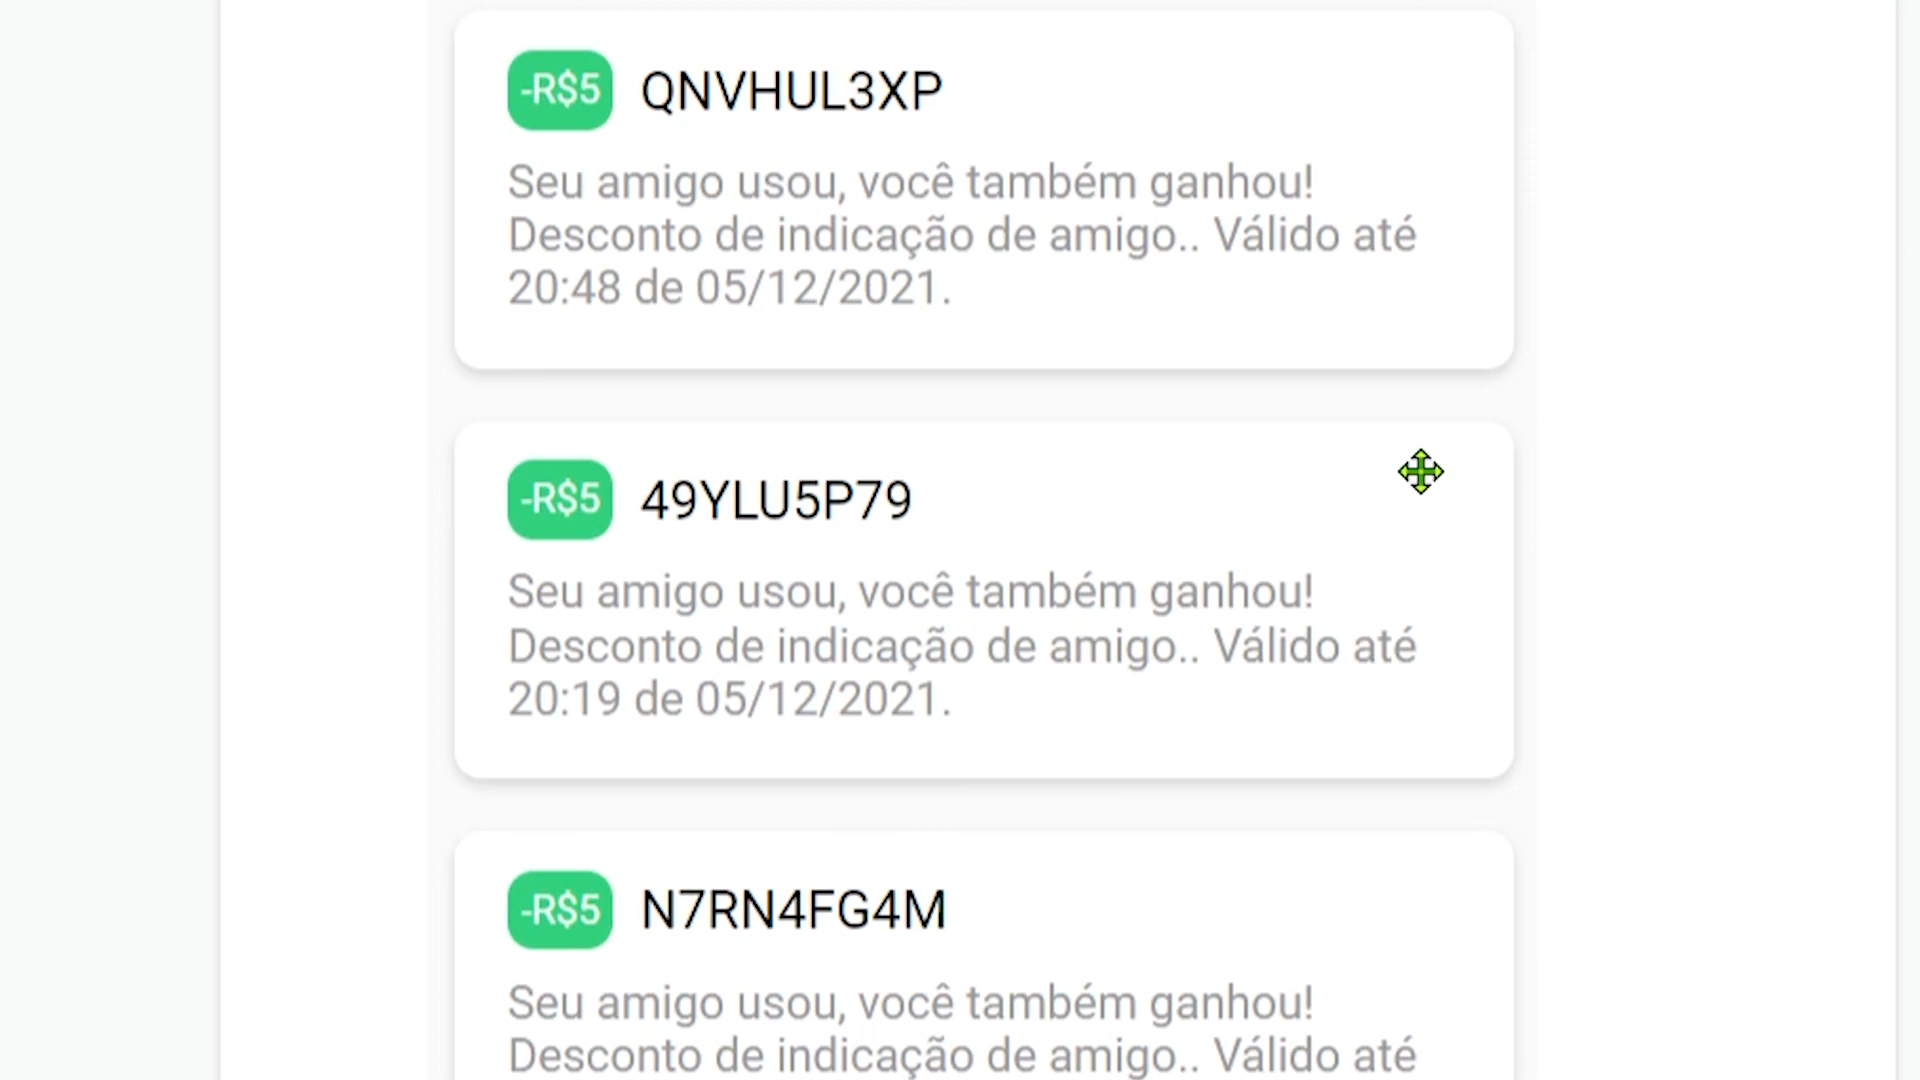 -R$5 QNVHUL3XP
Seu amigo usou, você também ganhou!
Desconto de indicação de amigo.. Válido até
20:48 de 05/12/2021.
-R$5 49YLU5P79
Seu amigo usou, você também ganhou!
Desconto de indicação de amigo.. Válido até
20:19 de 05/12/2021.
-R$5 N7RN4FG4M
Seu amigo usou, você também ganhou!
Desconto de indicação de amigo.. Válido até